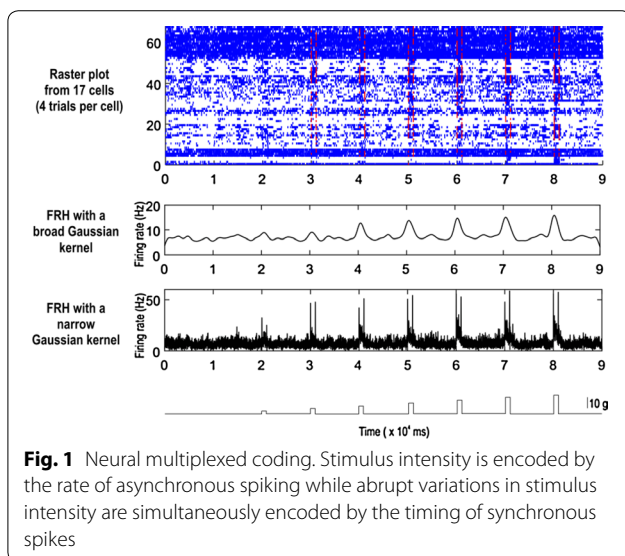 60
Raster plot
from 17 cells
(4 trials per cell)
40
20
0
0 1 2 3 4 5 6 7 8 9
FRH with a
broad Gaussian
kernel
Firing rate (Hz)
20
10
0
0 1 2 3 4 5 6 7 8 9
FRH with a
narrow
Gaussian kernel
Firing rate (Hz)
50
0
0 1 2 3 4 5 6 7 8 9
10 g
Time ( x 10⁴ ms)
Fig. 1 Neural multiplexed coding. Stimulus intensity is encoded by
the rate of asynchronous spiking while abrupt variations in stimulus
intensity are simultaneously encoded by the timing of synchronous
spikes